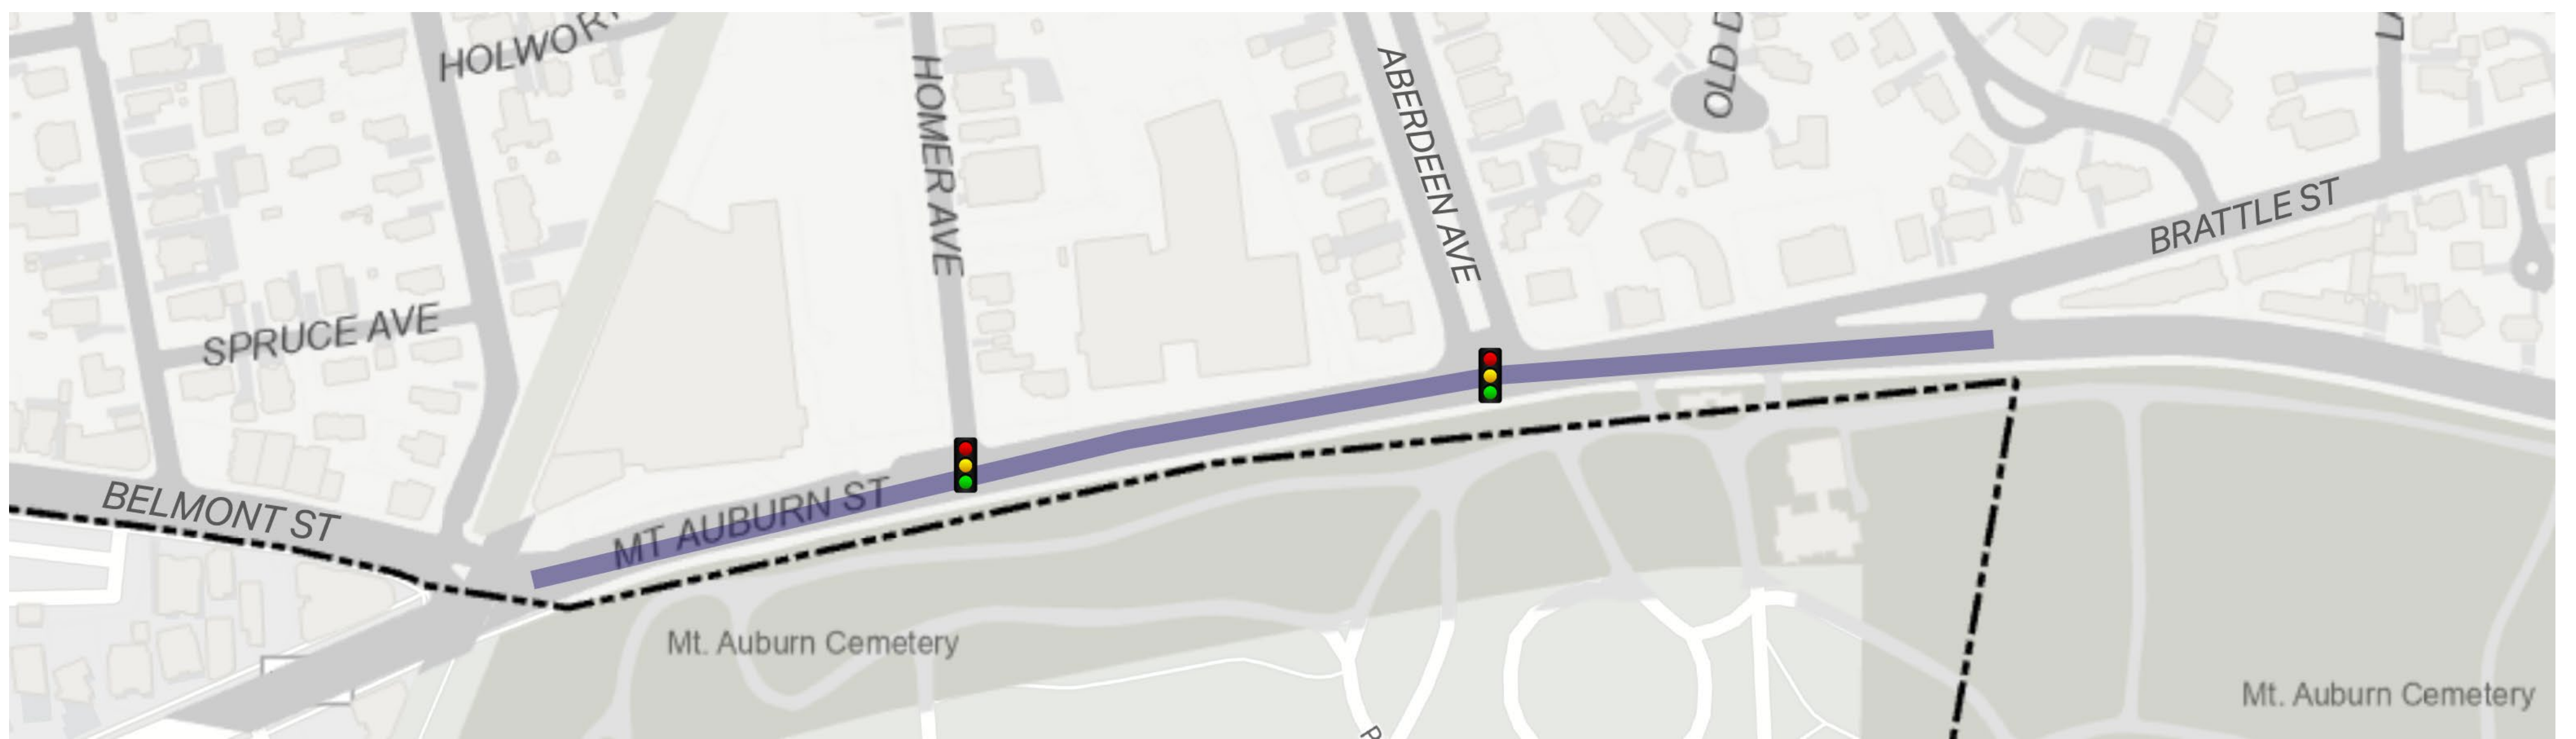 HOLWOR
HOMER AVE
ABERDEEN AVE
OLD D
BRATTLE ST
SPRUCE AVE
BELMONT ST
MT AUBURN ST
Mt. Auburn Cemetery
Mt. Auburn Cemetery
P